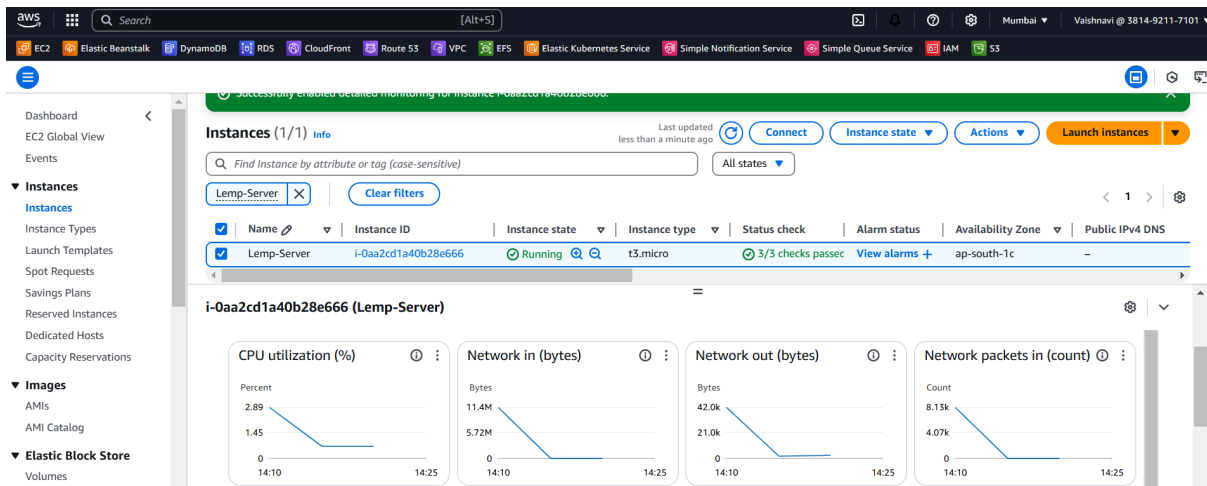 aws Search [Alt+S] Mumbai ▼ Vaishnavi @ 3814-9211-7101 ▼
EC2 Elastic Beanstalk DynamoDB RDS CloudFront Route 53 VPC EFS Elastic Kubernetes Service Simple Notification Service Simple Queue Service IAM S3
Successfully enabled detailed monitoring for instance i-0aa2cd1a40b28e666.
Dashboard
EC2 Global View
Events
▼ Instances
Instances
Instance Types
Launch Templates
Spot Requests
Savings Plans
Reserved Instances
Dedicated Hosts
Capacity Reservations
▼ Images
AMIs
AMI Catalog
▼ Elastic Block Store
Volumes
Instances (1/1) Info
Last updated
less than a minute ago
Connect Instance state ▼ Actions ▼ Launch instances ▼
Find Instance by attribute or tag (case-sensitive) All states ▼
Lemp-Server Clear filters
< 1 >
Name Instance ID Instance state Instance type Status check Alarm status Availability Zone Public IPv4 DNS
Lemp-Server i-0aa2cd1a40b28e666 Running t3.micro 3/3 checks passec View alarms + ap-south-1c –
i-0aa2cd1a40b28e666 (Lemp-Server)
CPU utilization (%)
Percent
2.89
1.45
0
14:10 14:25
Network in (bytes)
Bytes
11.4M
5.72M
0
14:10 14:25
Network out (bytes)
Bytes
42.0k
21.0k
0
14:10 14:25
Network packets in (count)
Count
8.13k
4.07k
0
14:10 14:25